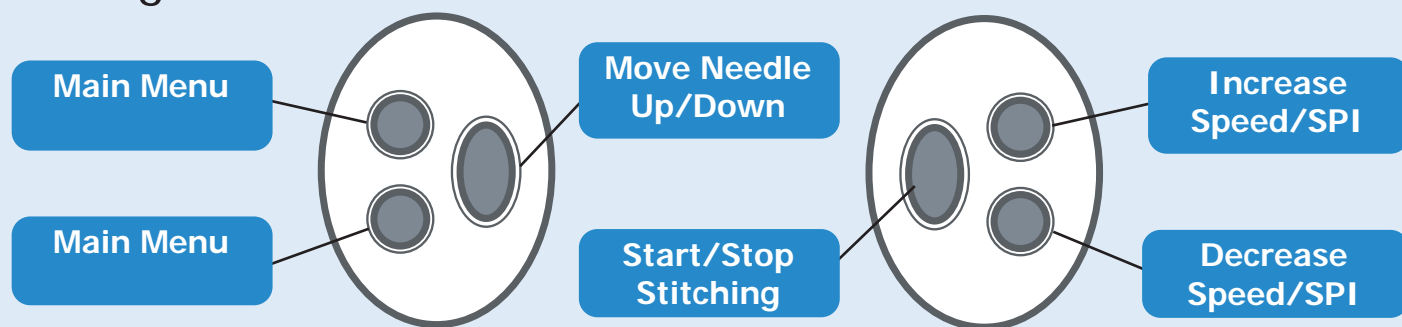 Main Menu
Move Needle
Up/Down
Increase
Speed/SPI
Main Menu
Start/Stop
Stitching
Decrease
Speed/SPI